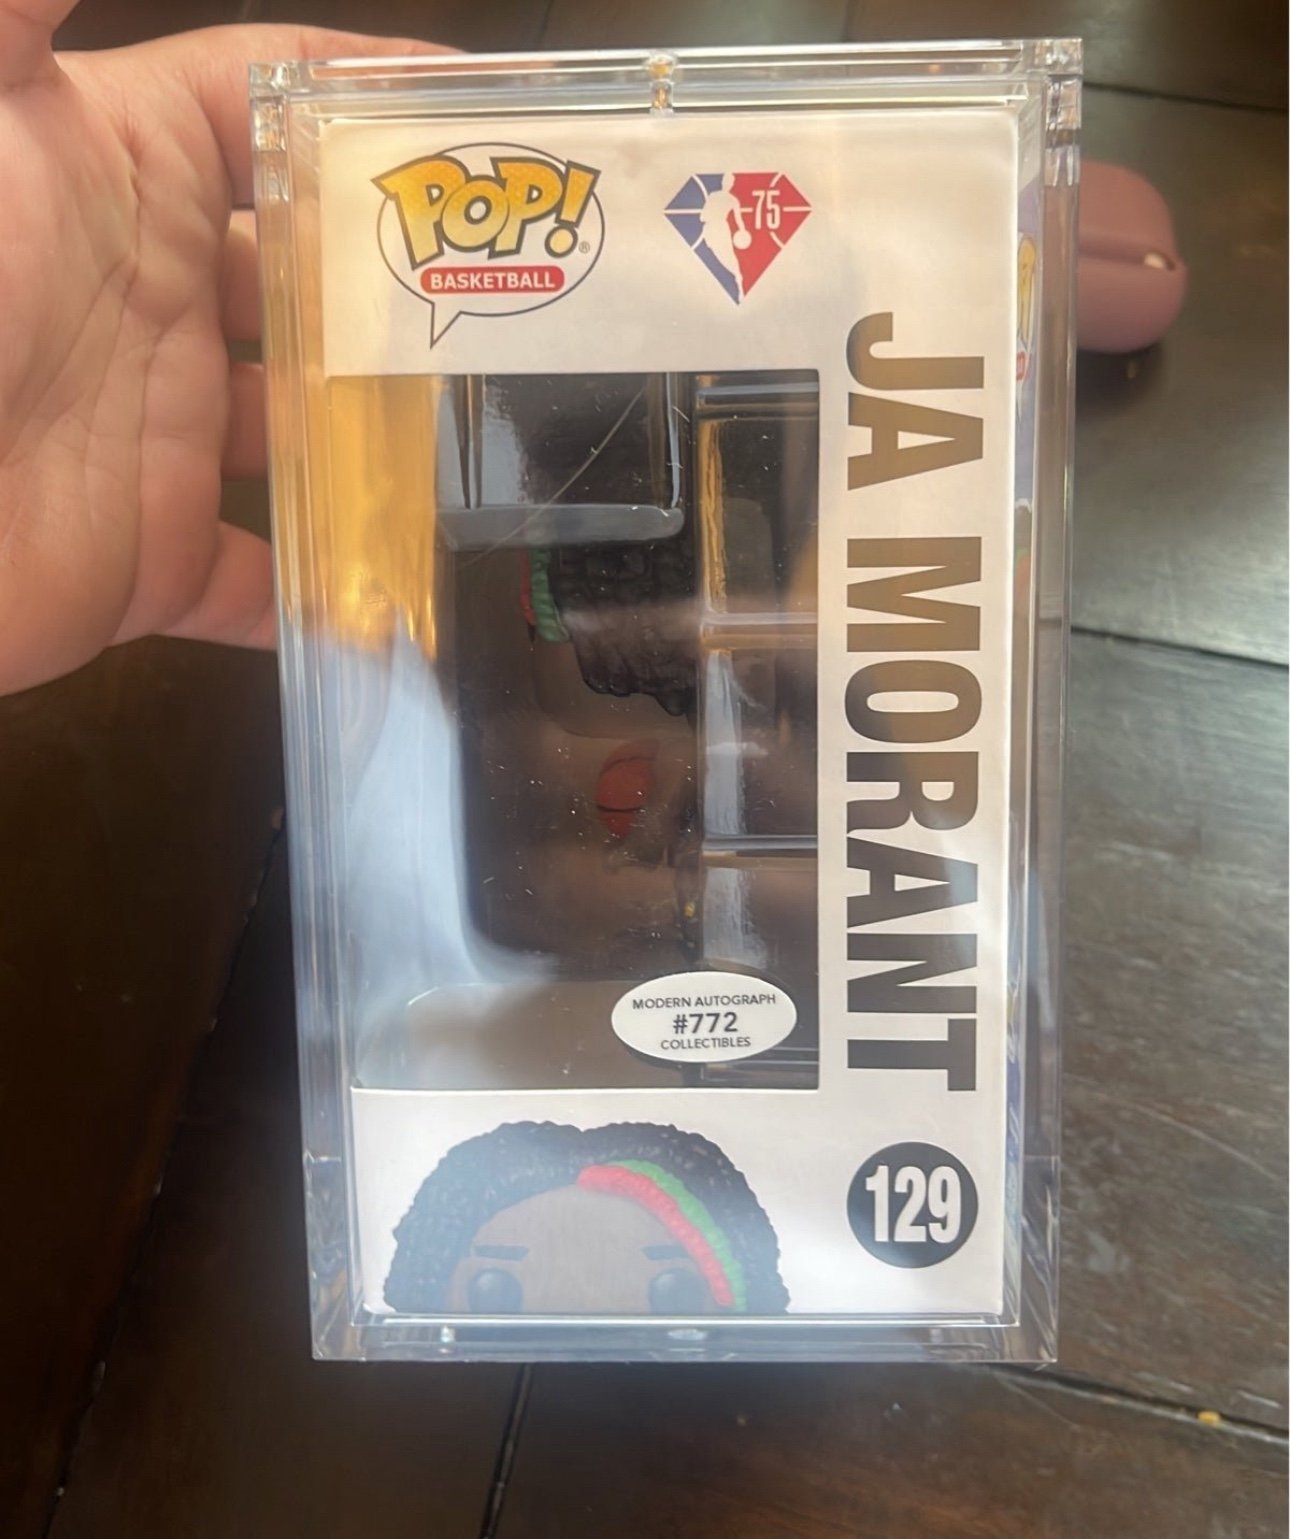 POP!®
BASKETBALL
75
JA MORANT
MODERN AUTOGRAPH
#772
COLLECTIBLES
129